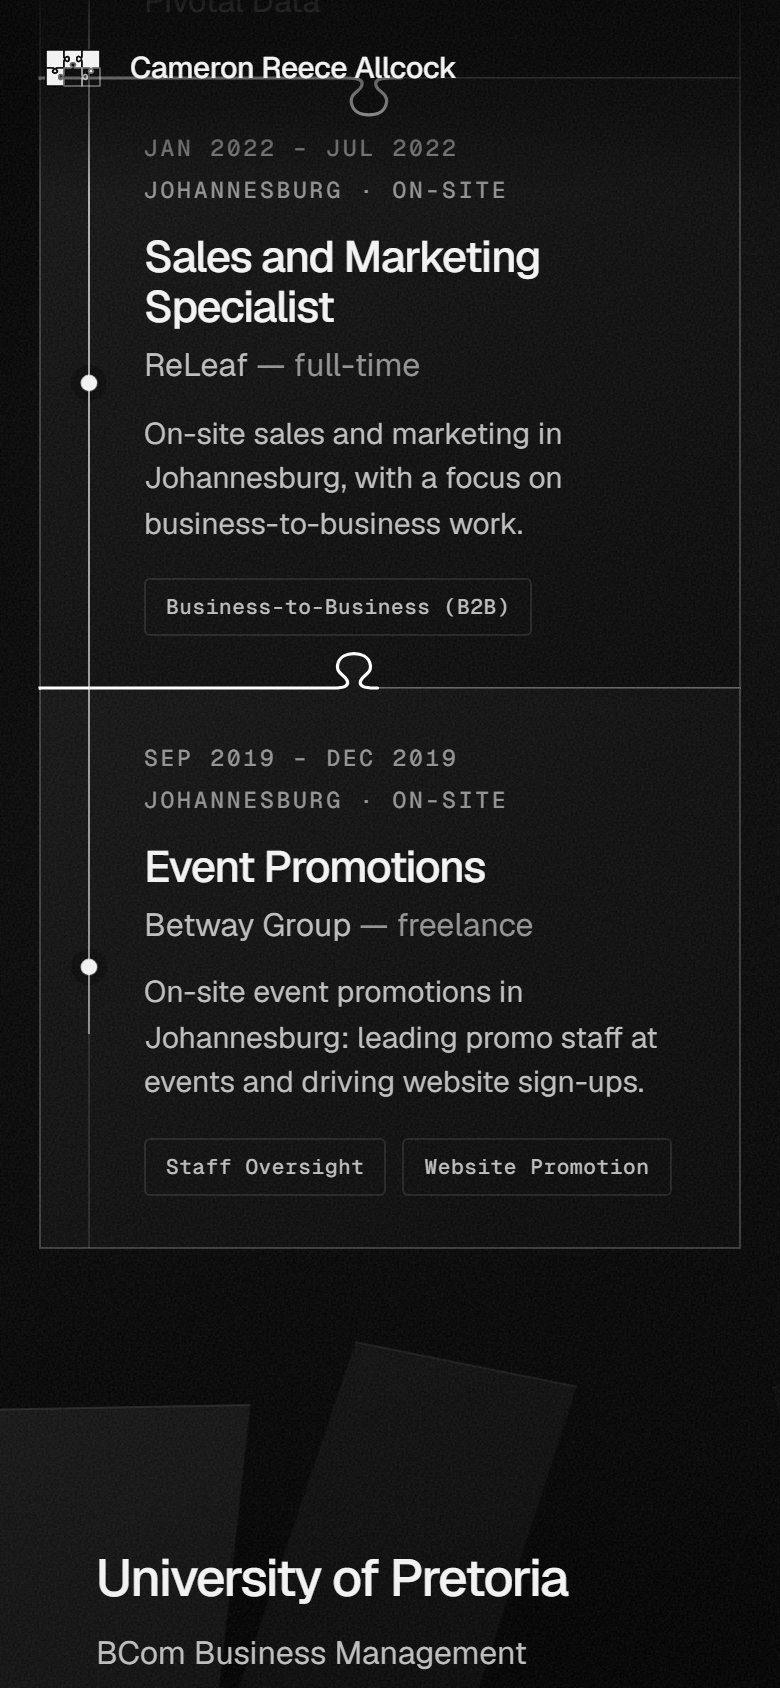 Pivotal Data
Cameron Reece Allcock
JAN 2022 – JUL 2022
JOHANNESBURG · ON-SITE
Sales and Marketing
Specialist
ReLeaf — full-time
On-site sales and marketing in
Johannesburg, with a focus on
business-to-business work.
Business-to-Business (B2B)
SEP 2019 – DEC 2019
JOHANNESBURG · ON-SITE
Event Promotions
Betway Group — freelance
On-site event promotions in
Johannesburg: leading promo staff at
events and driving website sign-ups.
Staff Oversight
Website Promotion
University of Pretoria
BCom Business Management